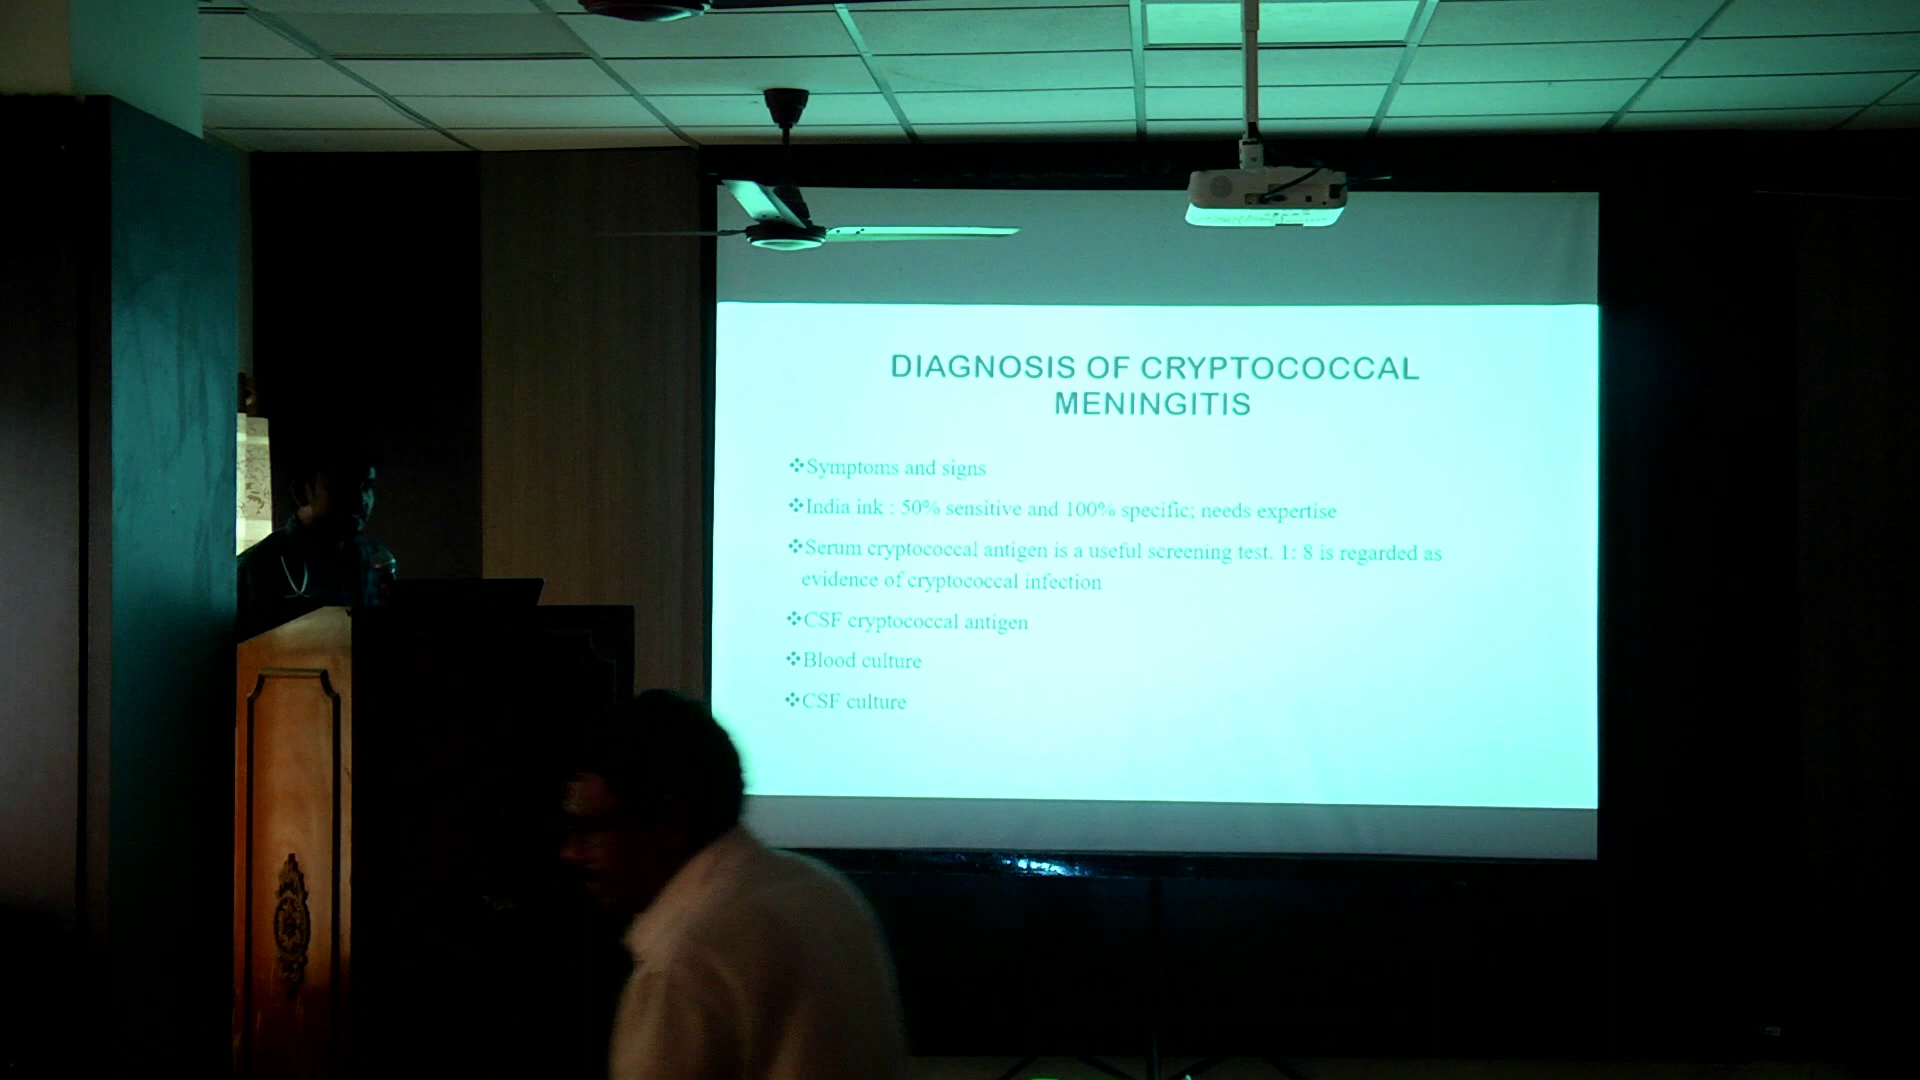 DIAGNOSIS OF CRYPTOCOCCAL
MENINGITIS
❖Symptoms and signs
❖India ink : 50% sensitive and 100% specific; needs expertise
❖Serum cryptococcal antigen is a useful screening test. 1: 8 is regarded as
evidence of cryptococcal infection
❖CSF cryptococcal antigen
❖Blood culture
❖CSF culture